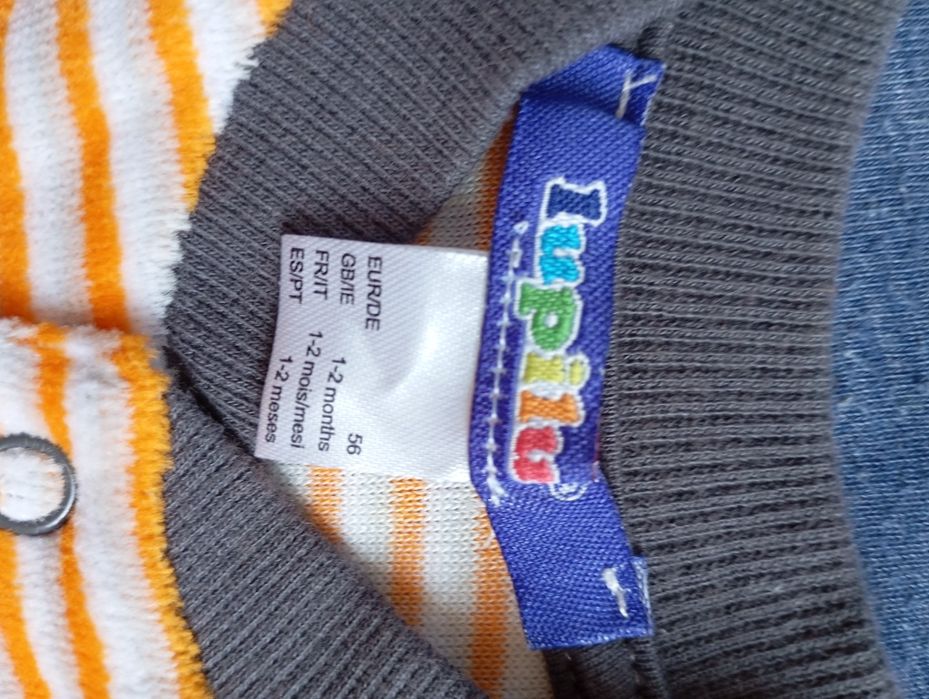 lupilu
EUR/DE 56
GB/IE 1-2 months
FR/IT 1-2 mois/mesi
ES/PT 1-2 meses